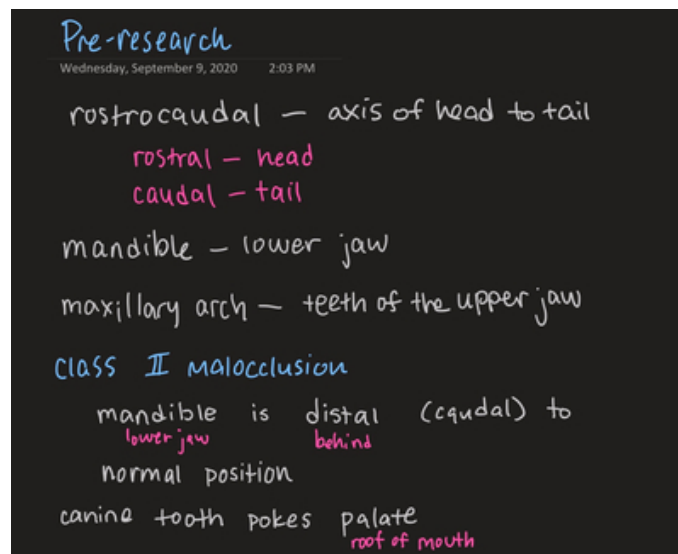 Pre-research
Wednesday, September 9, 2020 2:03 PM
rostrocaudal – axis of head to tail
rostral – head
caudal – tail
mandible – lower jaw
maxillary arch – teeth of the upper jaw
class II malocclusion
mandible is distal (caudal) to
lower jaw behind
normal position
canine tooth pokes palate
roof of mouth